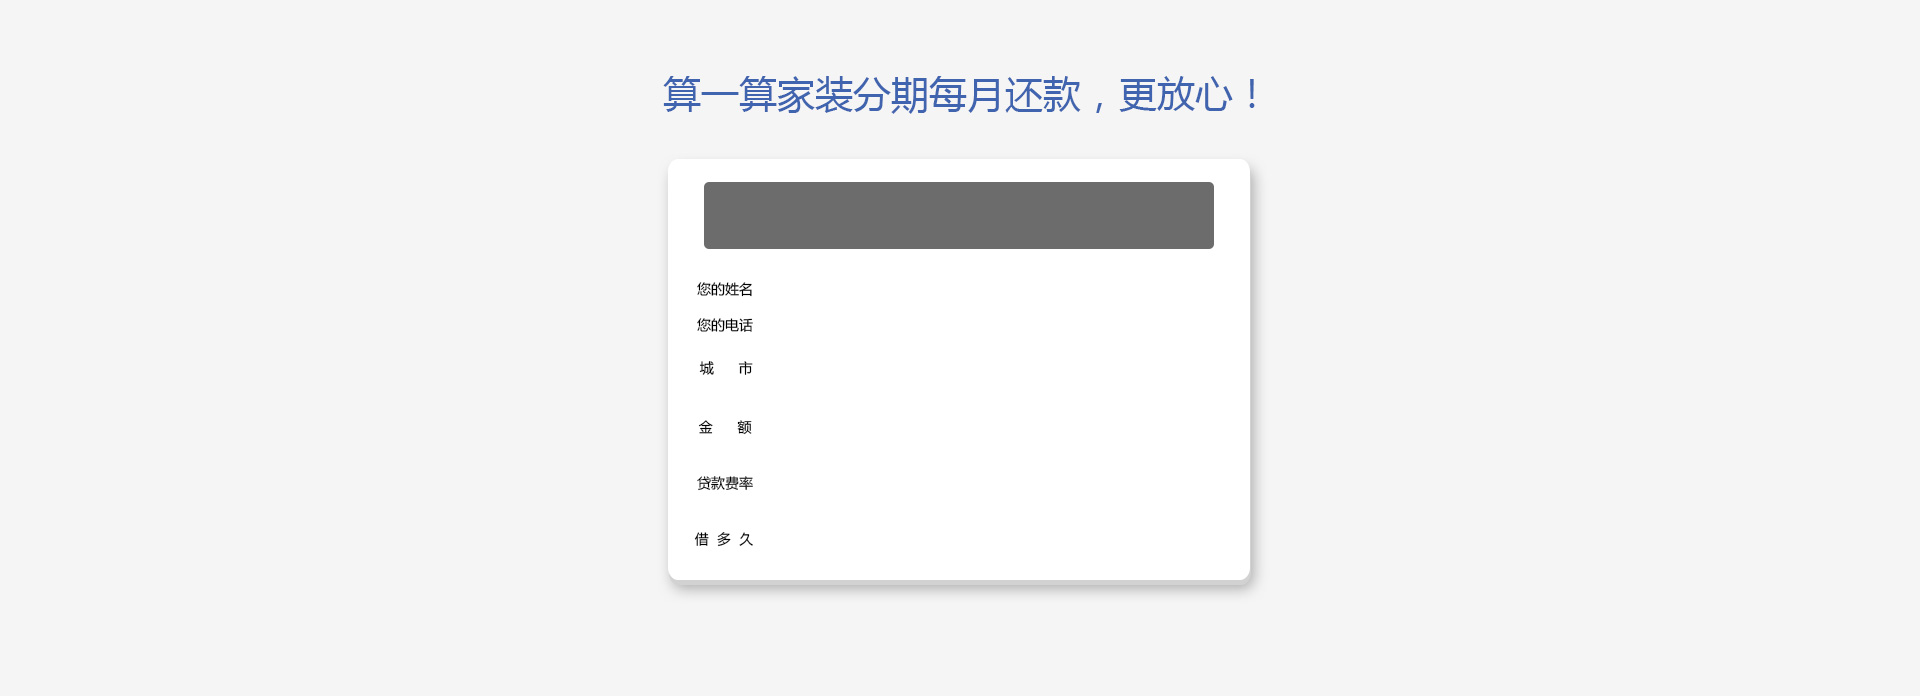 算一算家装分期每月还款，更放心！
您的姓名
您的电话
城 市
金 额
贷款费率
借 多 久